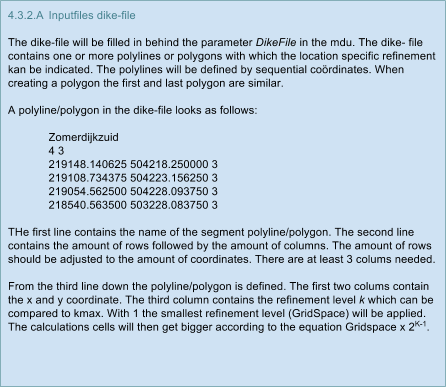 4.3.2.A Inputfiles dike-file
The dike-file will be filled in behind the parameter DikeFile in the mdu. The dike- file
contains one or more polylines or polygons with which the location specific refinement
kan be indicated. The polylines will be defined by sequential coördinates. When
creating a polygon the first and last polygon are similar.
A polyline/polygon in the dike-file looks as follows:
Zomerdijkzuid
4 3
219148.140625 504218.250000 3
219108.734375 504223.156250 3
219054.562500 504228.093750 3
218540.563500 503228.083750 3
THe first line contains the name of the segment polyline/polygon. The second line
contains the amount of rows followed by the amount of columns. The amount of rows
should be adjusted to the amount of coordinates. There are at least 3 colums needed.
From the third line down the polyline/polygon is defined. The first two colums contain
the x and y coordinate. The third column contains the refinement level k which can be
compared to kmax. With 1 the smallest refinement level (GridSpace) will be applied.
The calculations cells will then get bigger according to the equation Gridspace x 2^K-1.